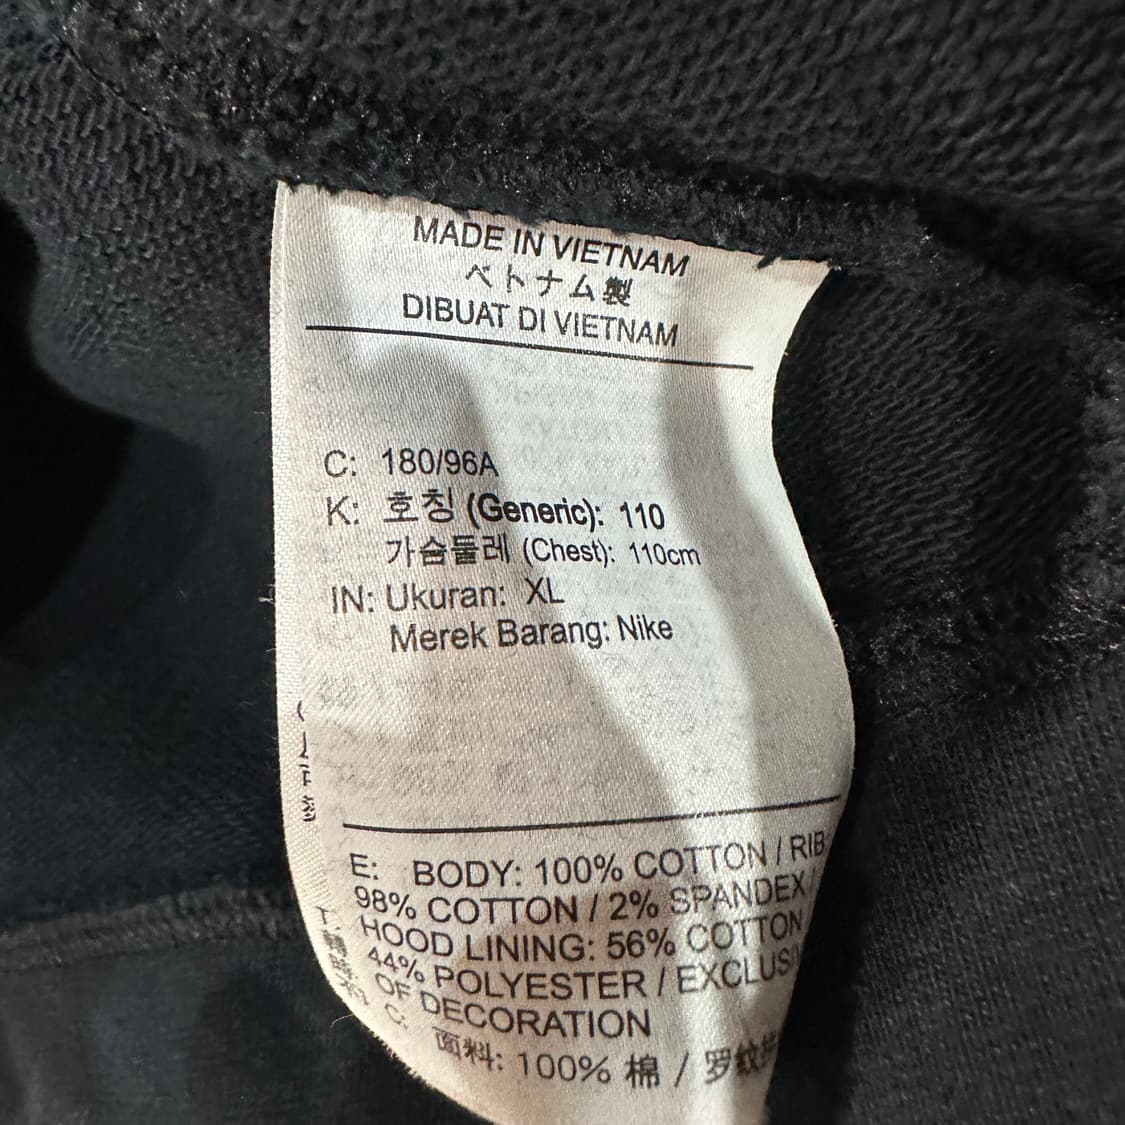 MADE IN VIETNAM
ベトナム製
DIBUAT DI VIETNAM
C: 180/96A
K: 호칭 (Generic): 110
가슴둘레 (Chest): 110cm
IN: Ukuran: XL
Merek Barang: Nike
E: BODY: 100% COTTON / RIB:
98% COTTON / 2% SPANDEX /
HOOD LINING: 56% COTTON
44% POLYESTER / EXCLUSIV
OF DECORATION
C:
面料: 100% 棉 / 罗纹